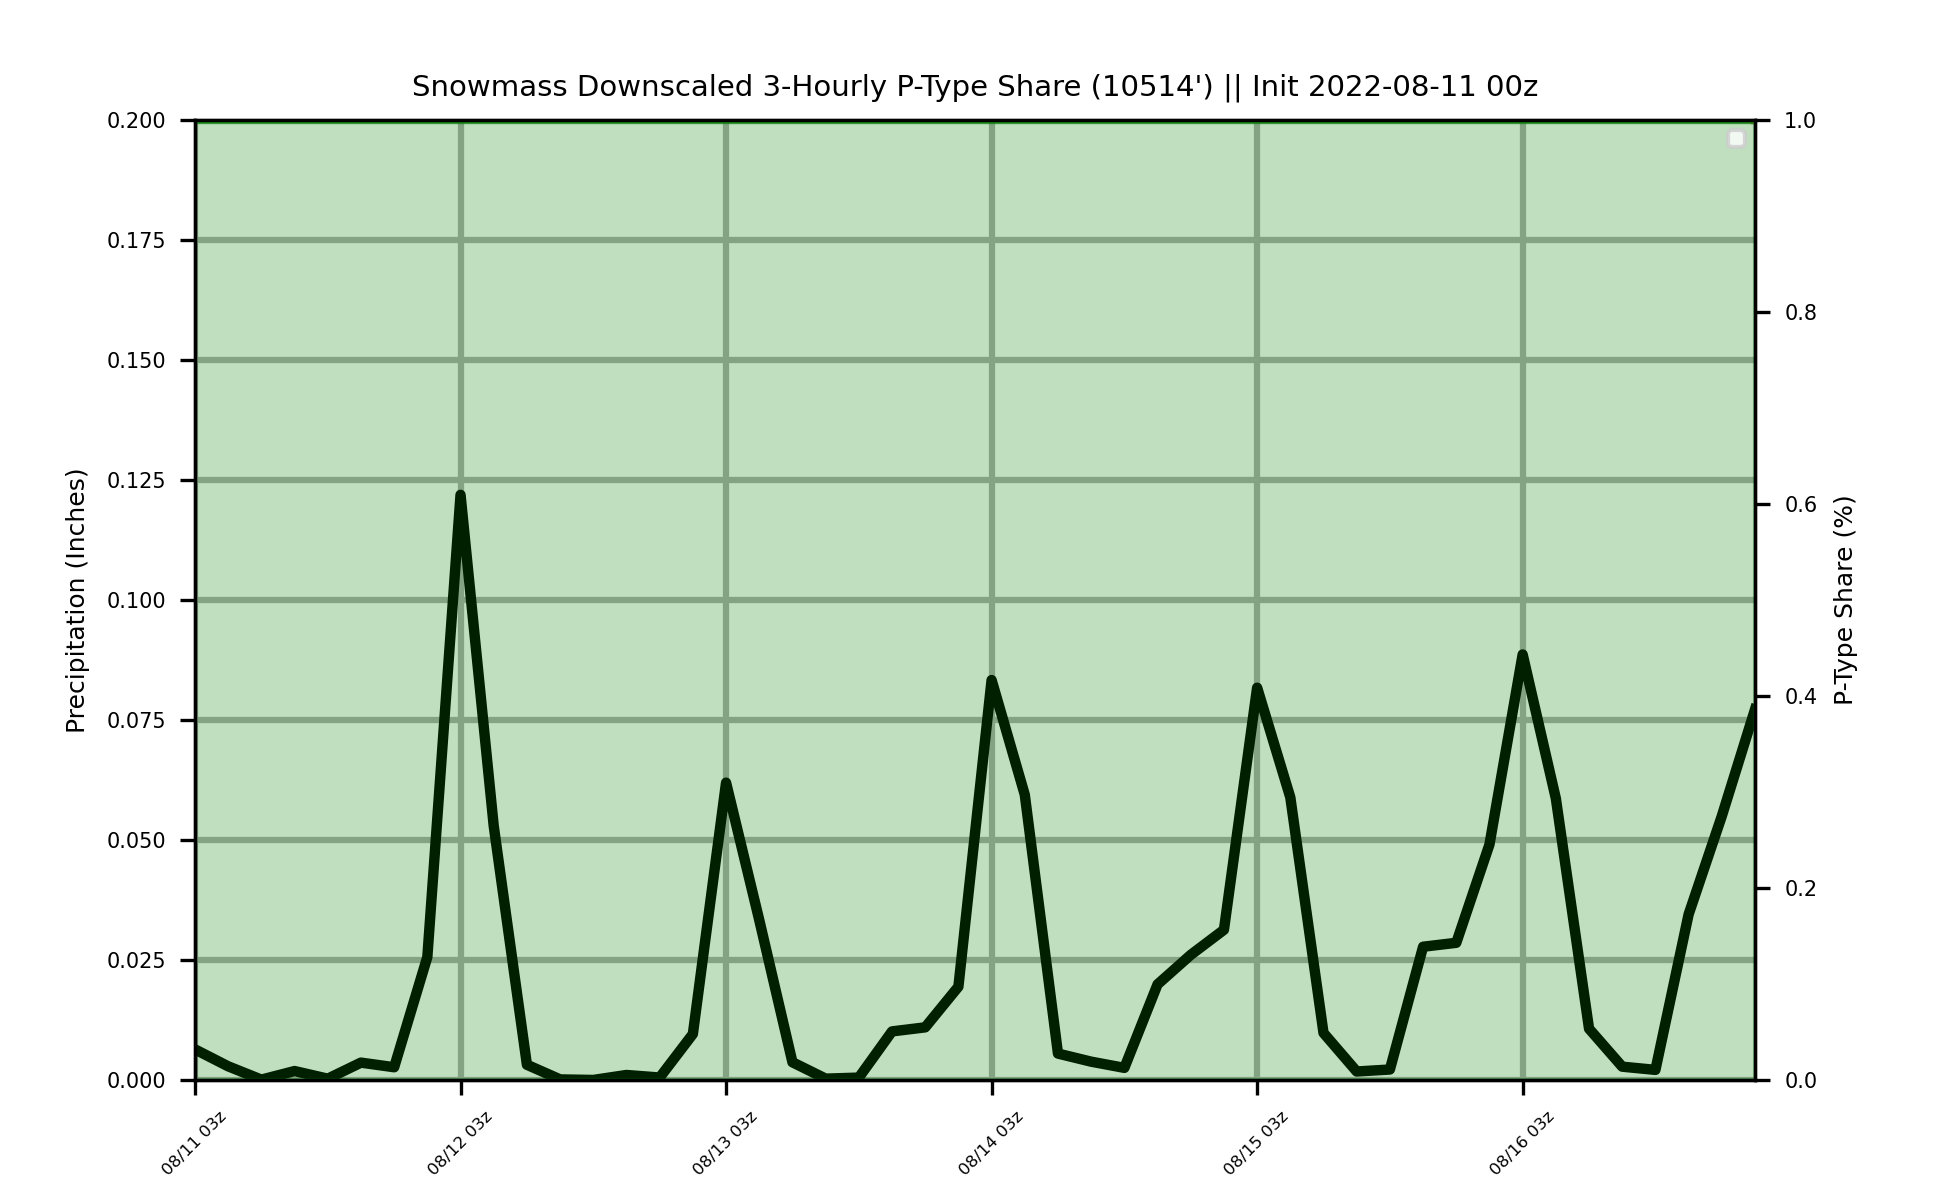 Snowmass Downscaled 3-Hourly P-Type Share (10514') || Init 2022-08-11 00z
0.200
0.175
0.150
0.125
0.100
0.075
0.050
0.025
0.000
Precipitation (Inches)
1.0
0.8
0.6
0.4
0.2
0.0
P-Type Share (%)
08/11 03z
08/12 03z
08/13 03z
08/14 03z
08/15 03z
08/16 03z